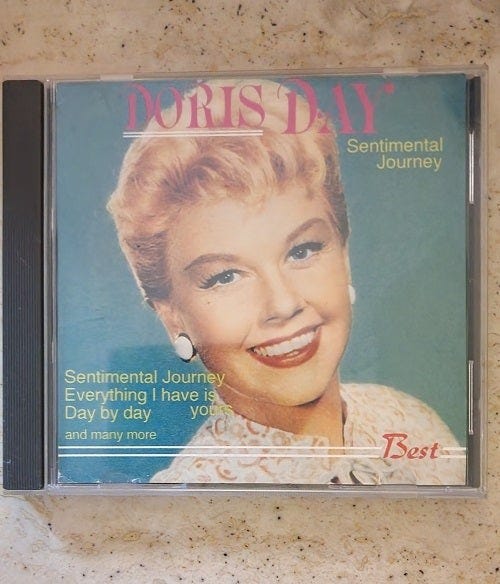 DORIS DAY
Sentimental
Journey
Sentimental Journey
Everything I have is
Day by day yours
and many more
Best